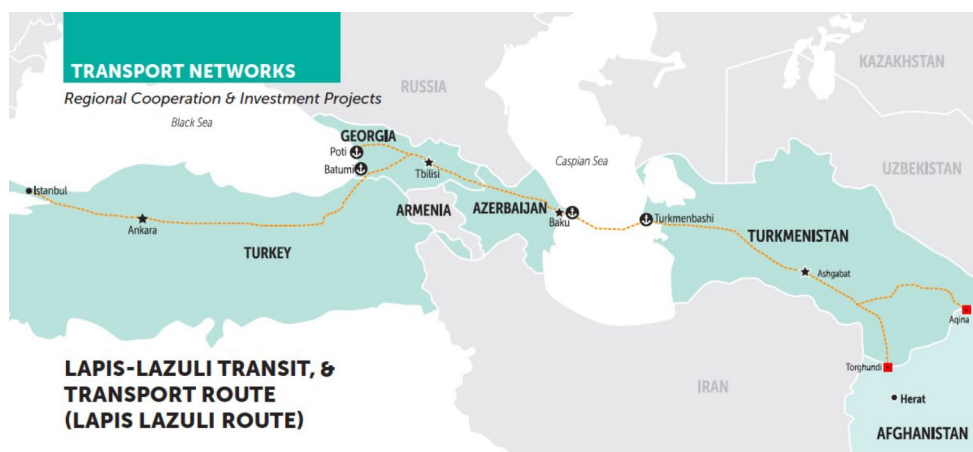 TRANSPORT NETWORKS
Regional Cooperation & Investment Projects
Black Sea
RUSSIA
KAZAKHSTAN
GEORGIA
Poti
Batumi
Tbilisi
Caspian Sea
UZBEKISTAN
Istanbul
Ankara
TURKEY
ARMENIA
AZERBAIJAN
Baku
Turkmenbashi
TURKMENISTAN
Ashgabat
Aqina
Torghundi
IRAN
Herat
AFGHANISTAN
LAPIS-LAZULI TRANSIT, &
TRANSPORT ROUTE
(LAPIS LAZULI ROUTE)